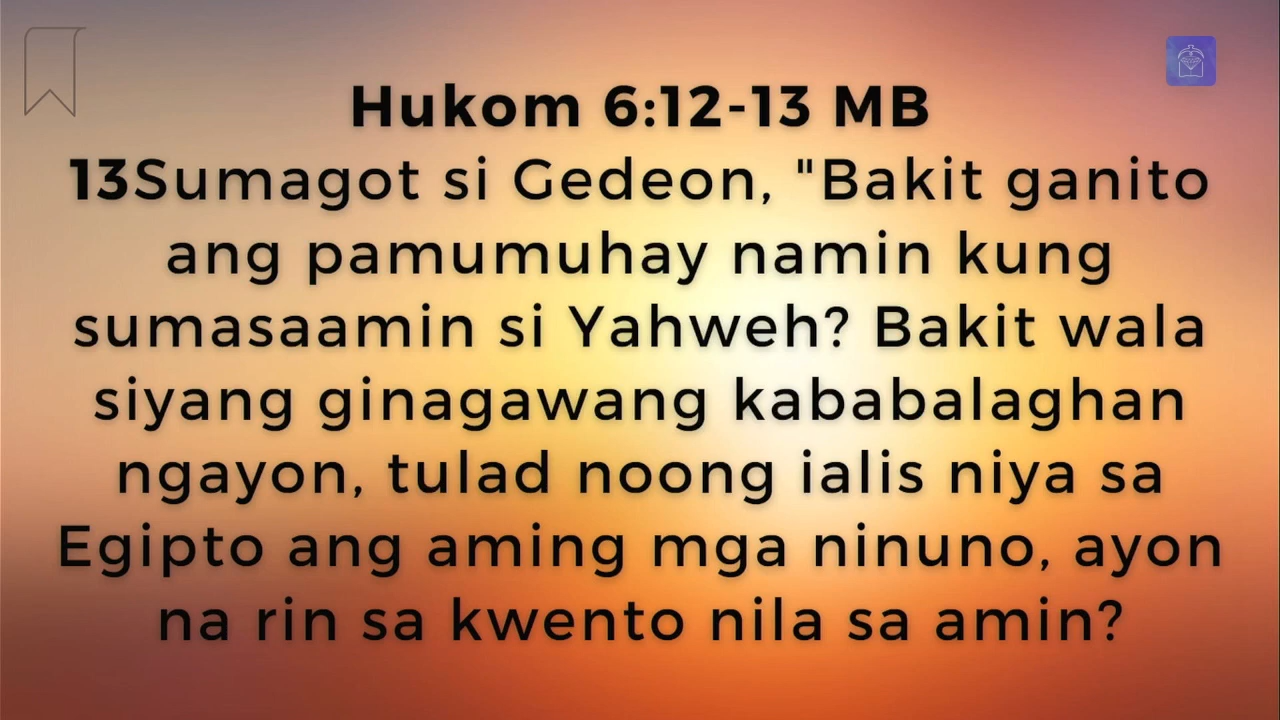 Hukom 6:12-13 MB
13Sumagot si Gedeon, "Bakit ganito
ang pamumuhay namin kung
sumasaamin si Yahweh? Bakit wala
siyang ginagawang kababalaghan
ngayon, tulad noong ialis niya sa
Egipto ang aming mga ninuno, ayon
na rin sa kwento nila sa amin?